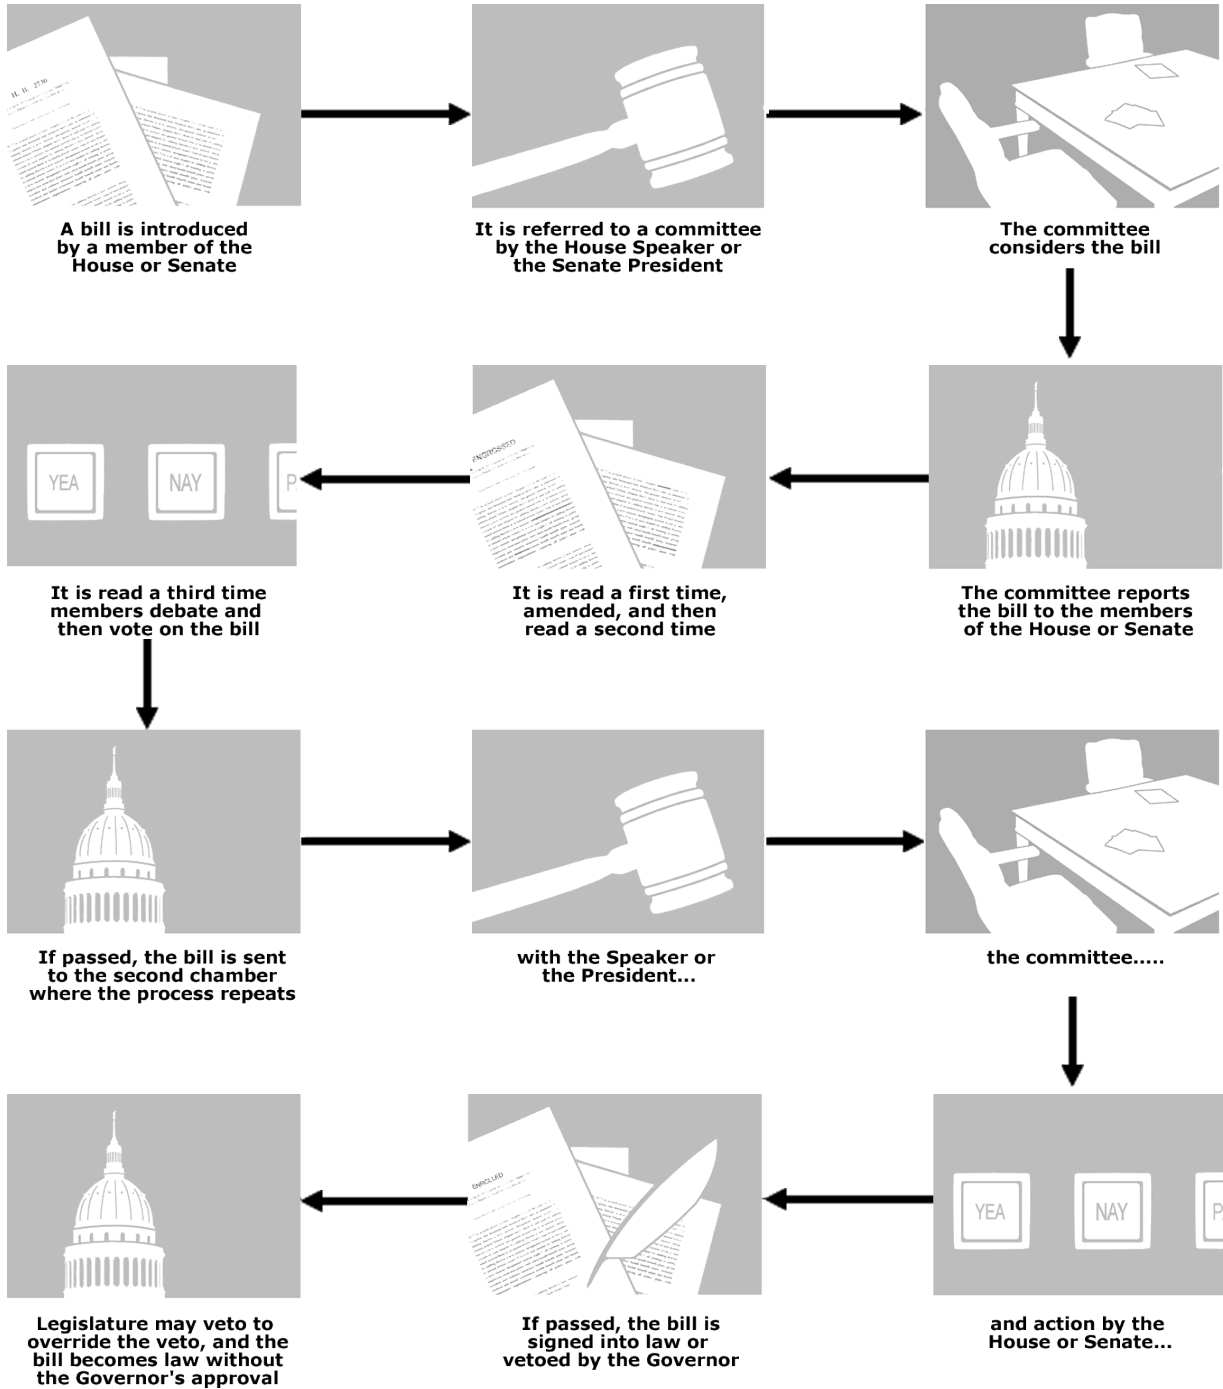 H. B. 2730
A bill is introduced
by a member of the
House or Senate
It is referred to a committee
by the House Speaker or
the Senate President
The committee
considers the bill
YEA
NAY
P
ENGROSSED
It is read a third time
members debate and
then vote on the bill
It is read a first time,
amended, and then
read a second time
The committee reports
the bill to the members
of the House or Senate
If passed, the bill is sent
to the second chamber
where the process repeats
with the Speaker or
the President...
the committee.....
ENROLLED
YEA
NAY
P
Legislature may veto to
override the veto, and the
bill becomes law without
the Governor's approval
If passed, the bill is
signed into law or
vetoed by the Governor
and action by the
House or Senate...